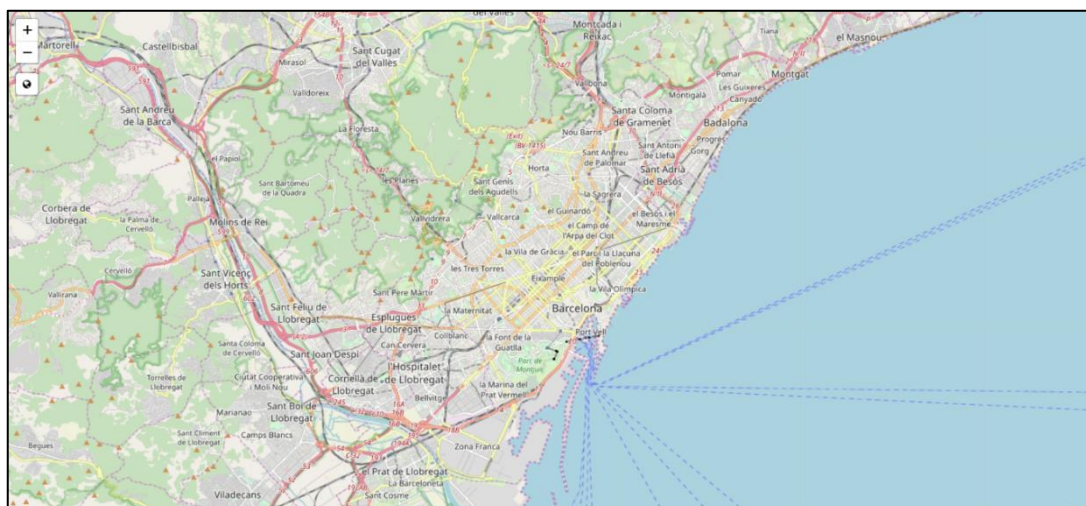 +
−
Martorell
Castellbisbal
Sant Cugat
del Vallès
Mirasol
Valldoreix
del Vallès
Montcada i
Reixac
Tiana
el Masnou
Montgat
Pomar
Les Guixeres
Canyadó
Montigalà
Vallbona
Santa Coloma
de Gramenet
Badalona
Progrés
Gorg
Sant Andreu
de la Barca
La Floresta
Nou Barris
Sant Andreu
de Palomar
Sant Antoni
de Llefià
Sant Adrià
de Besòs
el Papiol
Horta
les Planes
Sant Genís
dels Agudells
la Sagrera
Sant Bartomeu
de la Quadra
Pallejà
Corbera de
Llobregat
la Palma de
Cervelló
Molins de Rei
Vallvidrera
Vallcarca
el Guinardó
el Besòs i el
Maresme
el Camp de
l'Arpa del Clot
la Vila de Gràcia
el Parc i la Llacuna
del Poblenou
Cervelló
les Tres Torres
Eixample
Sant Vicenç
dels Horts
Vallirana
Sant Pere Màrtir
la Vila Olímpica
Sant Feliu de
Llobregat
Esplugues
de Llobregat
la Maternitat
Barcelona
Collblanc
la Font de la
Guatlla
Port Vell
Can Cervera
Santa Coloma
de Cervelló
Sant Joan Despí
l'Hospitalet
de Llobregat
Parc de
Montjuïc
Torrelles de
Llobregat
Ciutat Cooperativa
i Molí Nou
Cornellà de
Llobregat
Bellvitge
la Marina del
Prat Vermell
Marianao
Sant Boi de
Llobregat
Sant Climent
de Llobregat
Camps Blancs
Begues
Zona Franca
el Prat de Llobregat
La Barceloneta
Viladecans
Sant Cosme